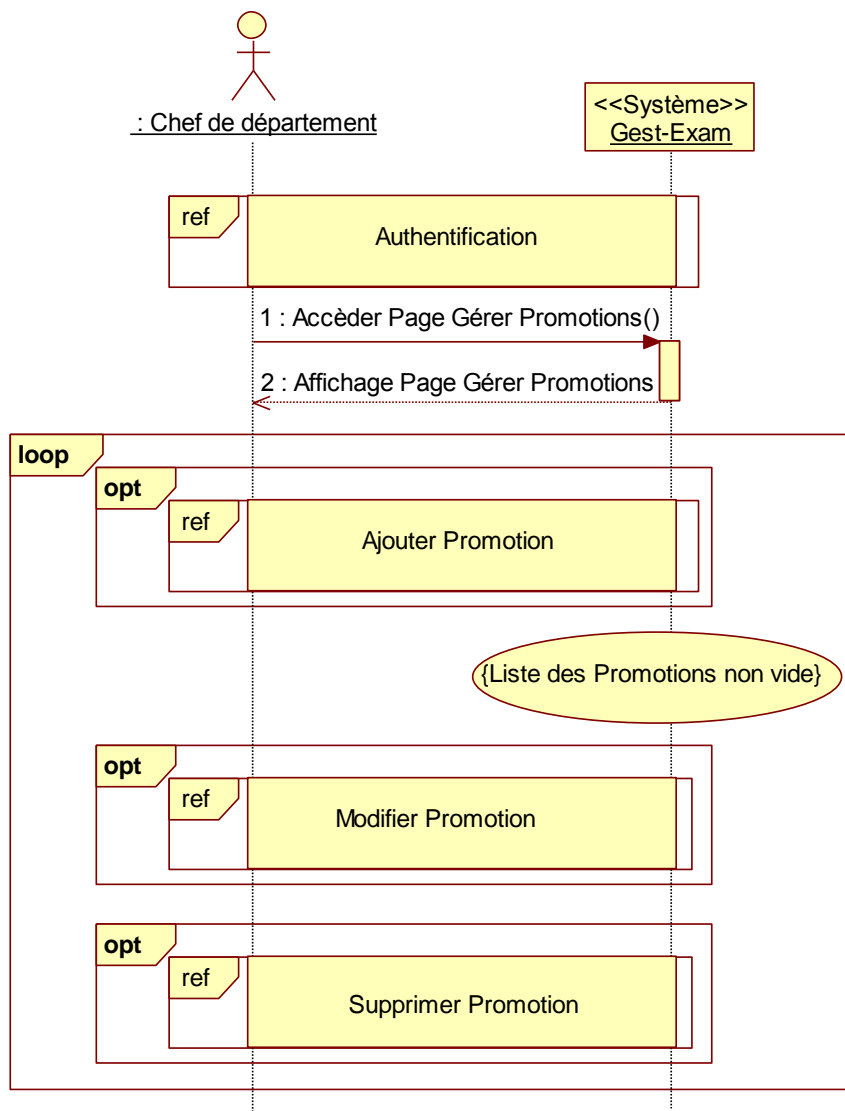 : Chef de département
<<Système>>
Gest-Exam
ref
Authentification
1 : Accèder Page Gérer Promotions()
2 : Affichage Page Gérer Promotions
loop
opt
ref
Ajouter Promotion
{Liste des Promotions non vide}
opt
ref
Modifier Promotion
opt
ref
Supprimer Promotion